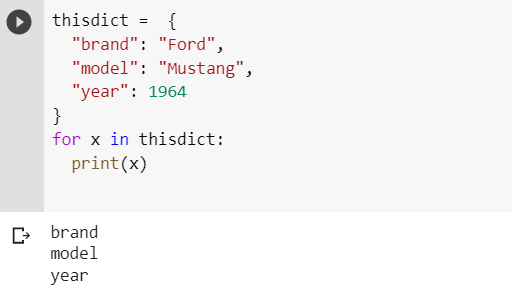 thisdict =  {
  "brand": "Ford",
  "model": "Mustang",
  "year": 1964
}
for x in thisdict:
  print(x)
brand
model
year